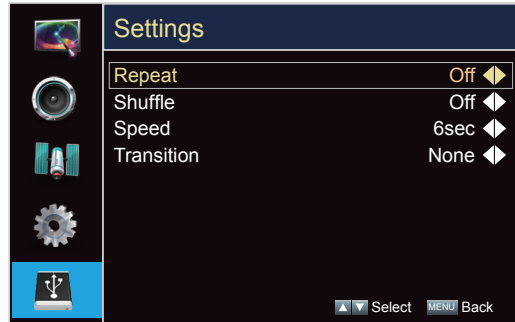 Settings
Repeat Off
Shuffle Off
Speed 6sec
Transition None
Select MENU Back